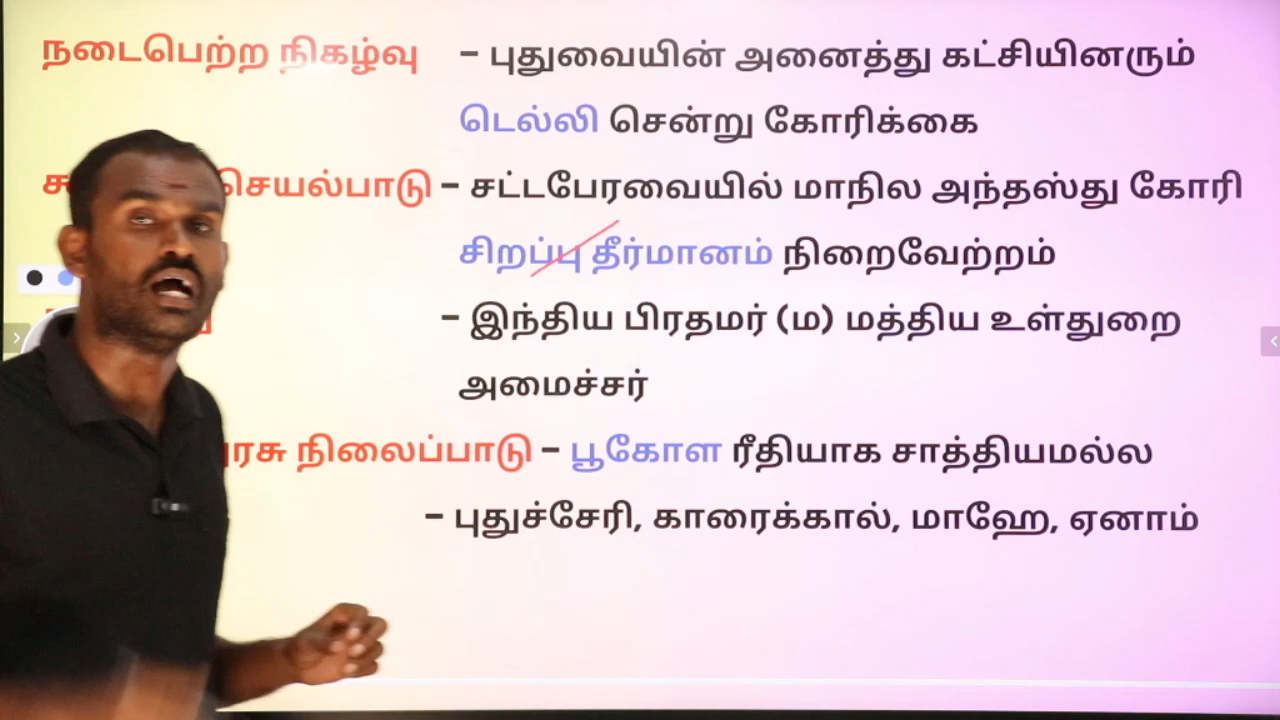 நடைபெற்ற நிகழ்வு – புதுவையின் அனைத்து கட்சியினரும்
டெல்லி சென்று கோரிக்கை
செயல்பாடு – சட்டபேரவையில் மாநில அந்தஸ்து கோரி
சிறப்பு தீர்மானம் நிறைவேற்றம்
– இந்திய பிரதமர் (ம) மத்திய உள்துறை
அமைச்சர்
நிலைப்பாடு – பூகோள ரீதியாக சாத்தியமல்ல
– புதுச்சேரி, காரைக்கால், மாஹே, ஏனாம்